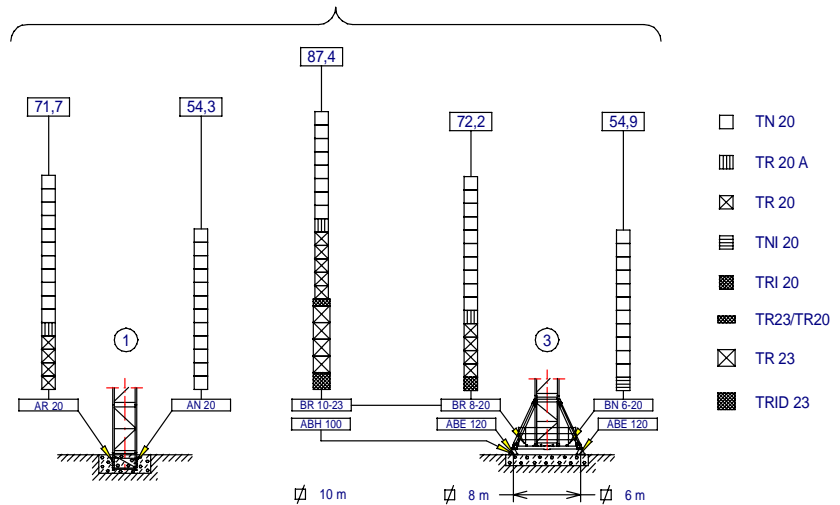 87,4
71,7
54,3
72,2
54,9
TN 20
TR 20 A
TR 20
TNI 20
TRI 20
TR23/TR20
TR 23
TRID 23
1
3
AR 20
AN 20
BR 10-23
BR 8-20
BN 6-20
ABH 100
ABE 120
ABE 120
10 m
8 m
6 m